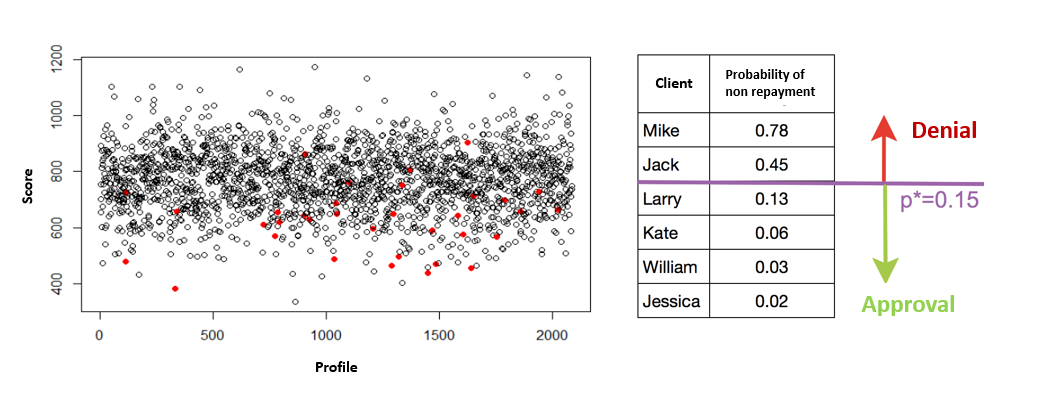 1200
1000
800
600
400
Score
0 500 1000 1500 2000
Profile
Client Probability of
non repayment
Mike 0.78
Jack 0.45
Larry 0.13
Kate 0.06
William 0.03
Jessica 0.02
Denial
p*=0.15
Approval